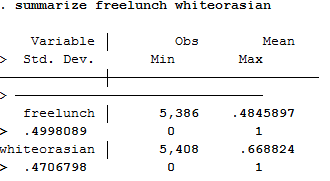 . summarize freelunch whiteorasian
Variable | Obs Mean
> Std. Dev. Min Max
>
freelunch | 5,386 .4845897
> .4998089 0 1
whiteorasian | 5,408 .668824
> .4706798 0 1